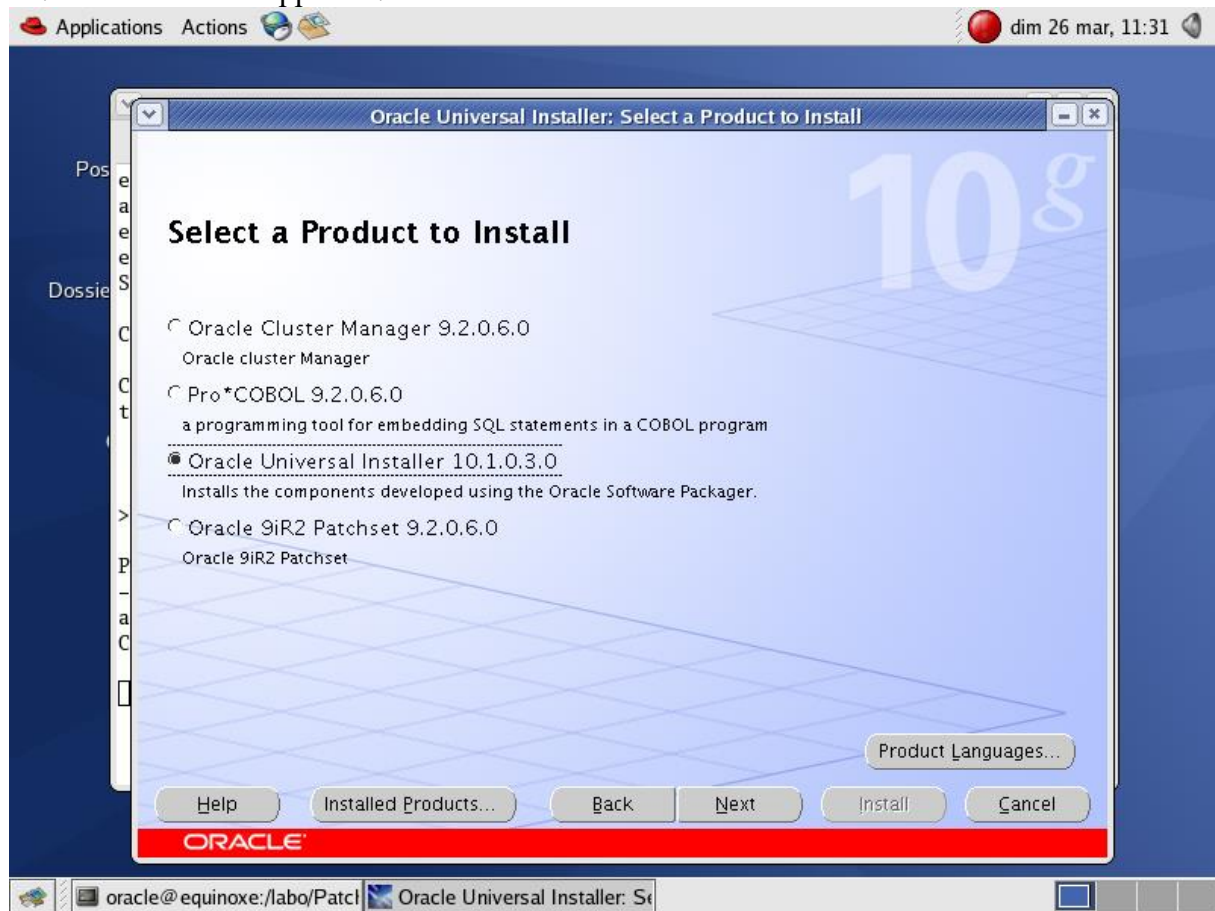 Applications Actions dim 26 mar, 11:31
Oracle Universal Installer: Select a Product to Install
10g
Pos
Dossie
e
a
e
e
S
C
C
t
>
P
-
a
C
Select a Product to Install
Oracle Cluster Manager 9.2.0.6.0
Oracle cluster Manager
Pro*COBOL 9.2.0.6.0
a programming tool for embedding SQL statements in a COBOL program
Oracle Universal Installer 10.1.0.3.0
Installs the components developed using the Oracle Software Packager.
Oracle 9iR2 Patchset 9.2.0.6.0
Oracle 9iR2 Patchset
Product Languages...
Help Installed Products... Back Next Install Cancel
ORACLE
oracle@equinoxe:/labo/Patch Oracle Universal Installer: Se